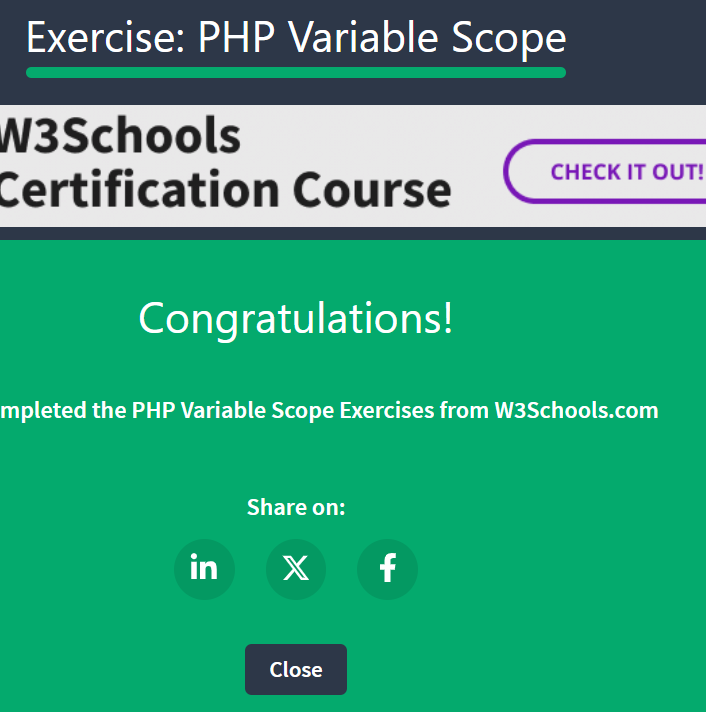 Exercise: PHP Variable Scope
W3Schools
Certification Course
CHECK IT OUT!
Congratulations!
mpleted the PHP Variable Scope Exercises from W3Schools.com
Share on:
in X f
Close